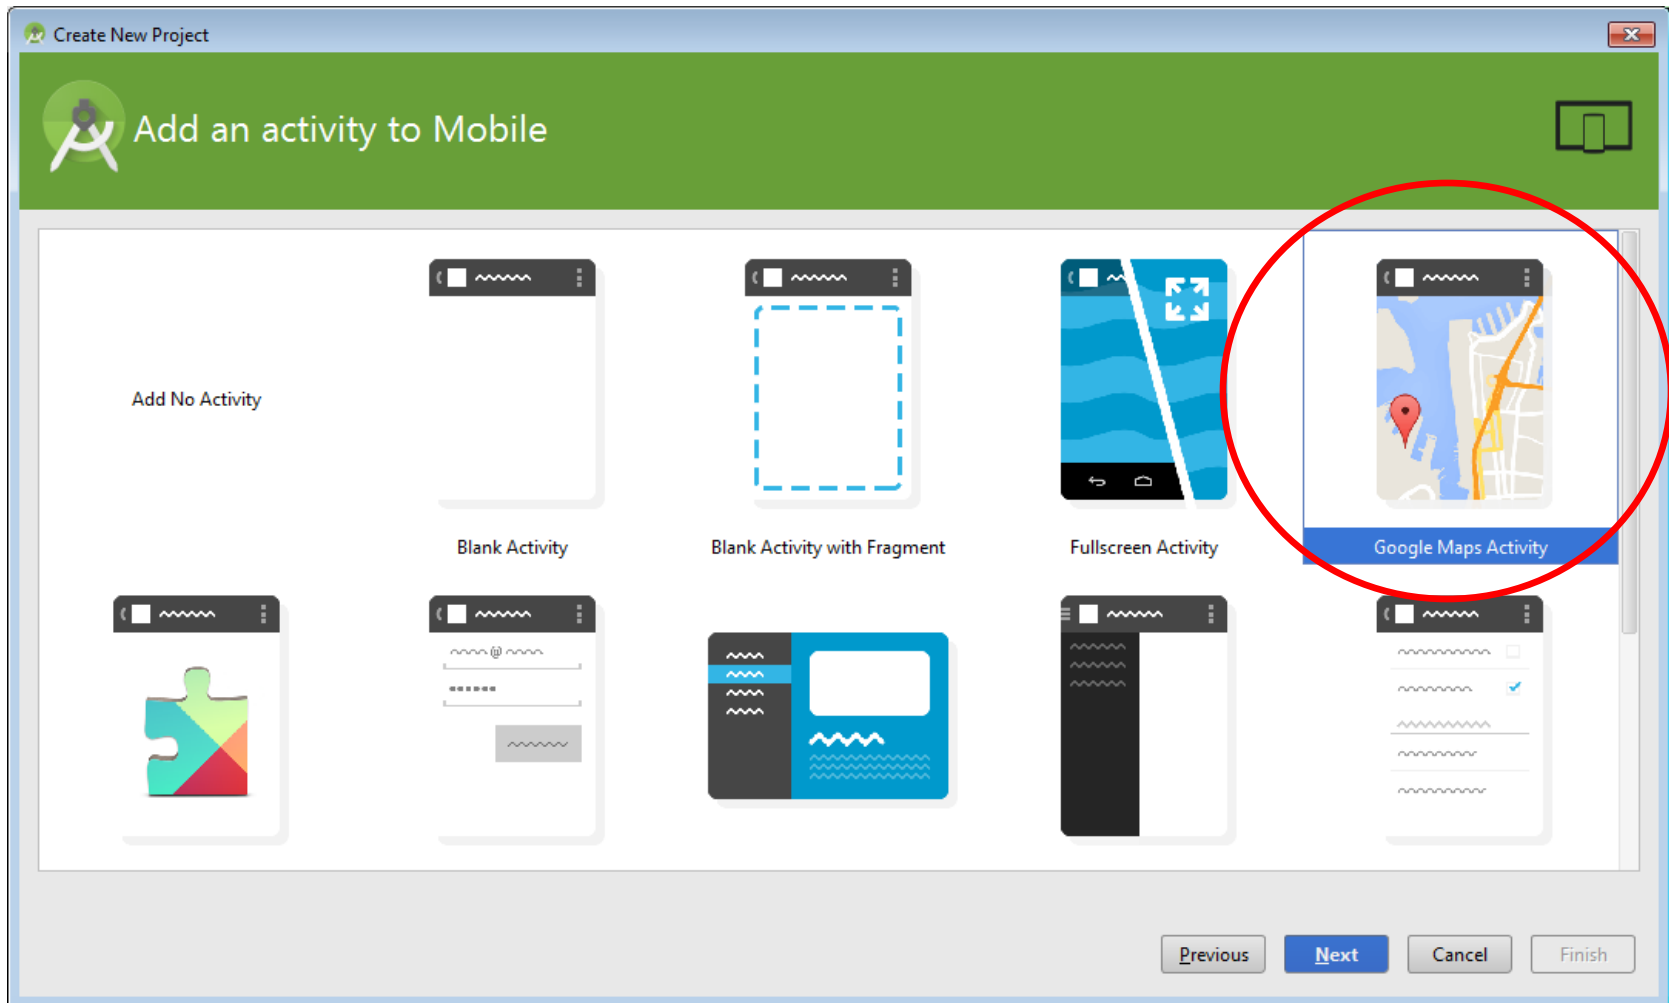 Create New Project
Add an activity to Mobile
Add No Activity
Blank Activity
Blank Activity with Fragment
Fullscreen Activity
Google Maps Activity
@
Previous
Next
Cancel
Finish